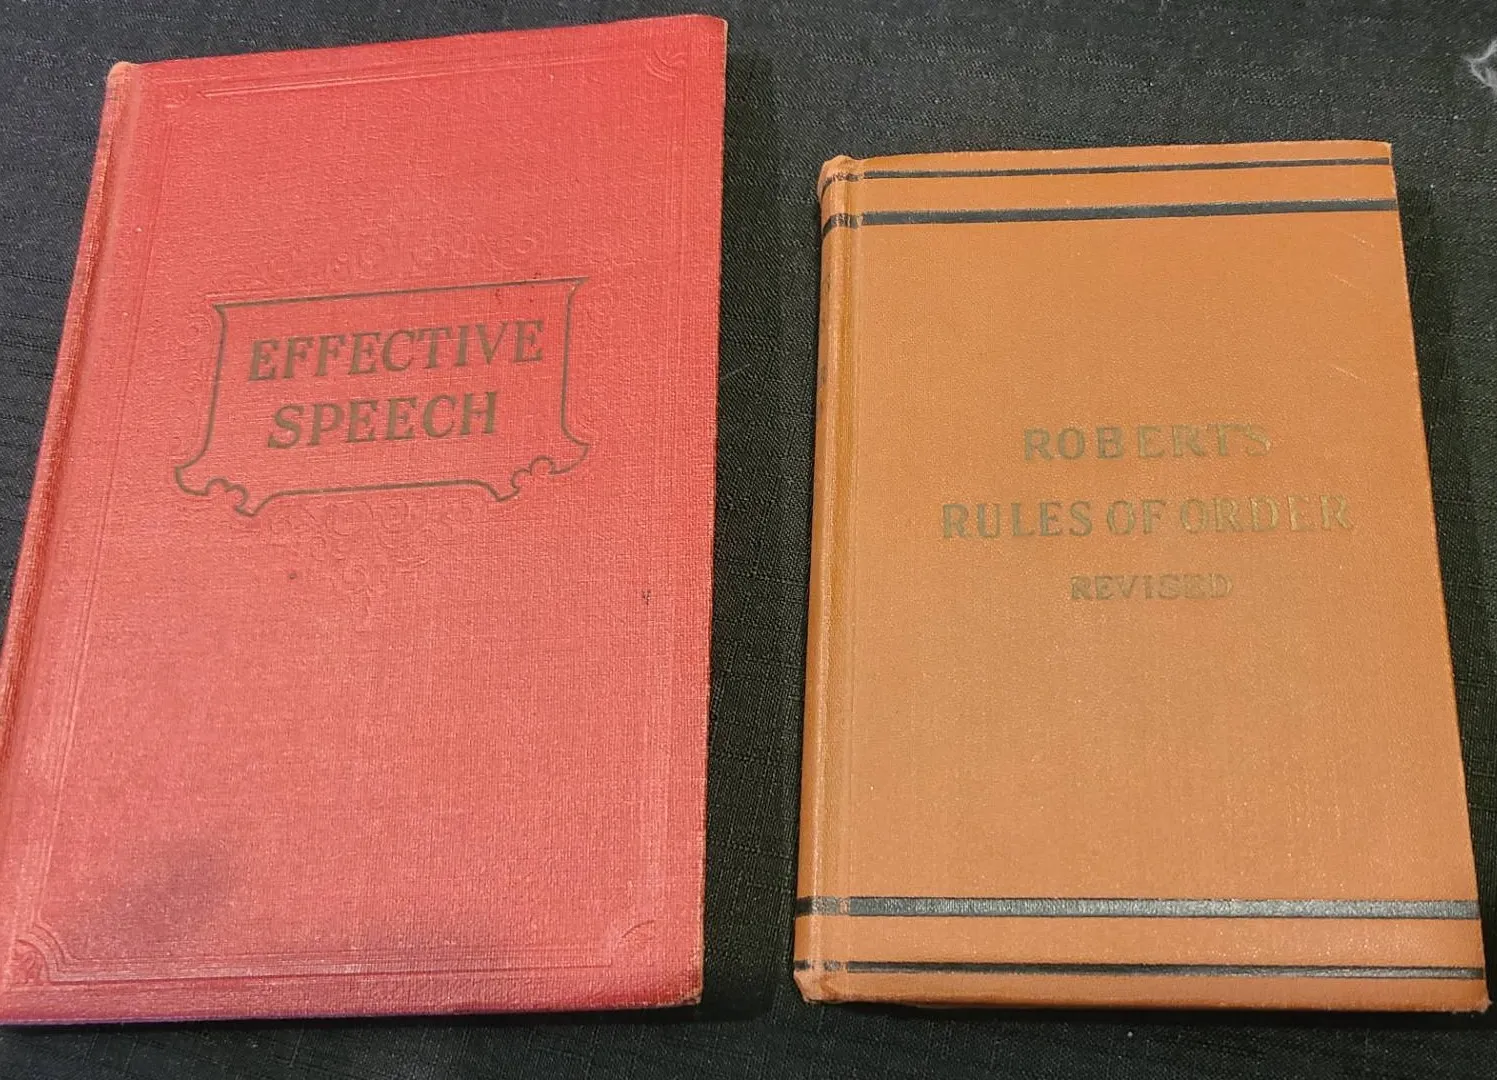 EFFECTIVE
SPEECH
ROBERT'S
RULES OF ORDER
REVISED